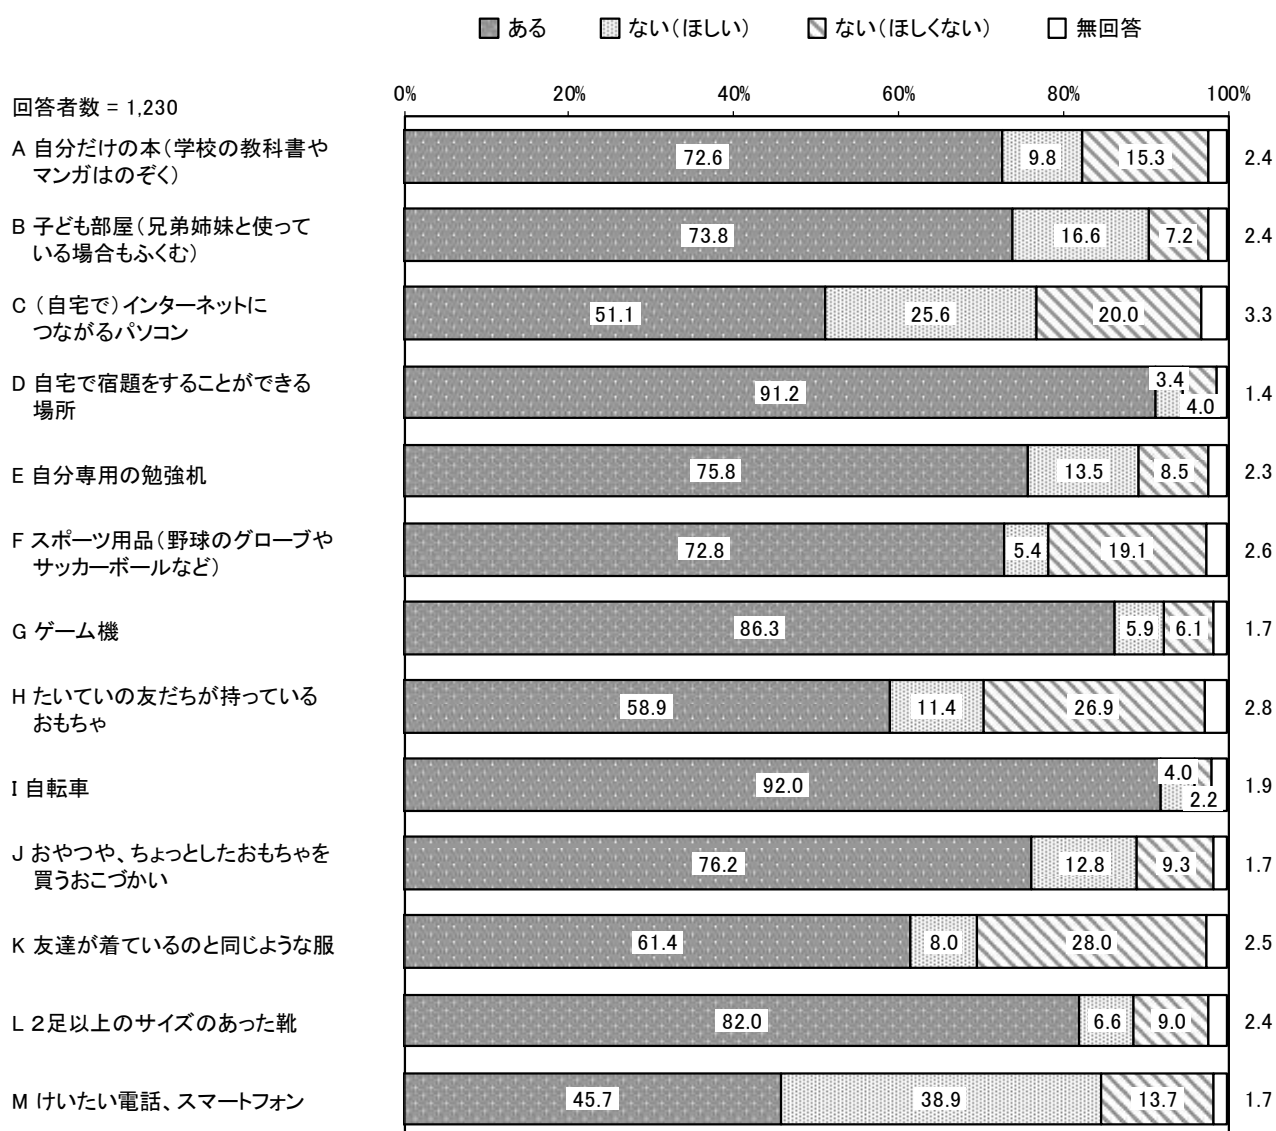 ある ない（ほしい） ない（ほしくない） 無回答
回答者数 = 1,230
0% 20% 40% 60% 80% 100%
A 自分だけの本（学校の教科書や
マンガはのぞく）
72.6 9.8 15.3 2.4
B 子ども部屋（兄弟姉妹と使って
いる場合もふくむ）
73.8 16.6 7.2 2.4
C （自宅で）インターネットに
つながるパソコン
51.1 25.6 20.0 3.3
D 自宅で宿題をすることができる
場所
91.2 3.4 4.0 1.4
E 自分専用の勉強机
75.8 13.5 8.5 2.3
F スポーツ用品（野球のグローブや
サッカーボールなど）
72.8 5.4 19.1 2.6
G ゲーム機
86.3 5.9 6.1 1.7
H たいていの友だちが持っている
おもちゃ
58.9 11.4 26.9 2.8
I 自転車
92.0 4.0 2.2 1.9
J おやつや、ちょっとしたおもちゃを
買うおこづかい
76.2 12.8 9.3 1.7
K 友達が着ているのと同じような服
61.4 8.0 28.0 2.5
L ２足以上のサイズのあった靴
82.0 6.6 9.0 2.4
M けいたい電話、スマートフォン
45.7 38.9 13.7 1.7